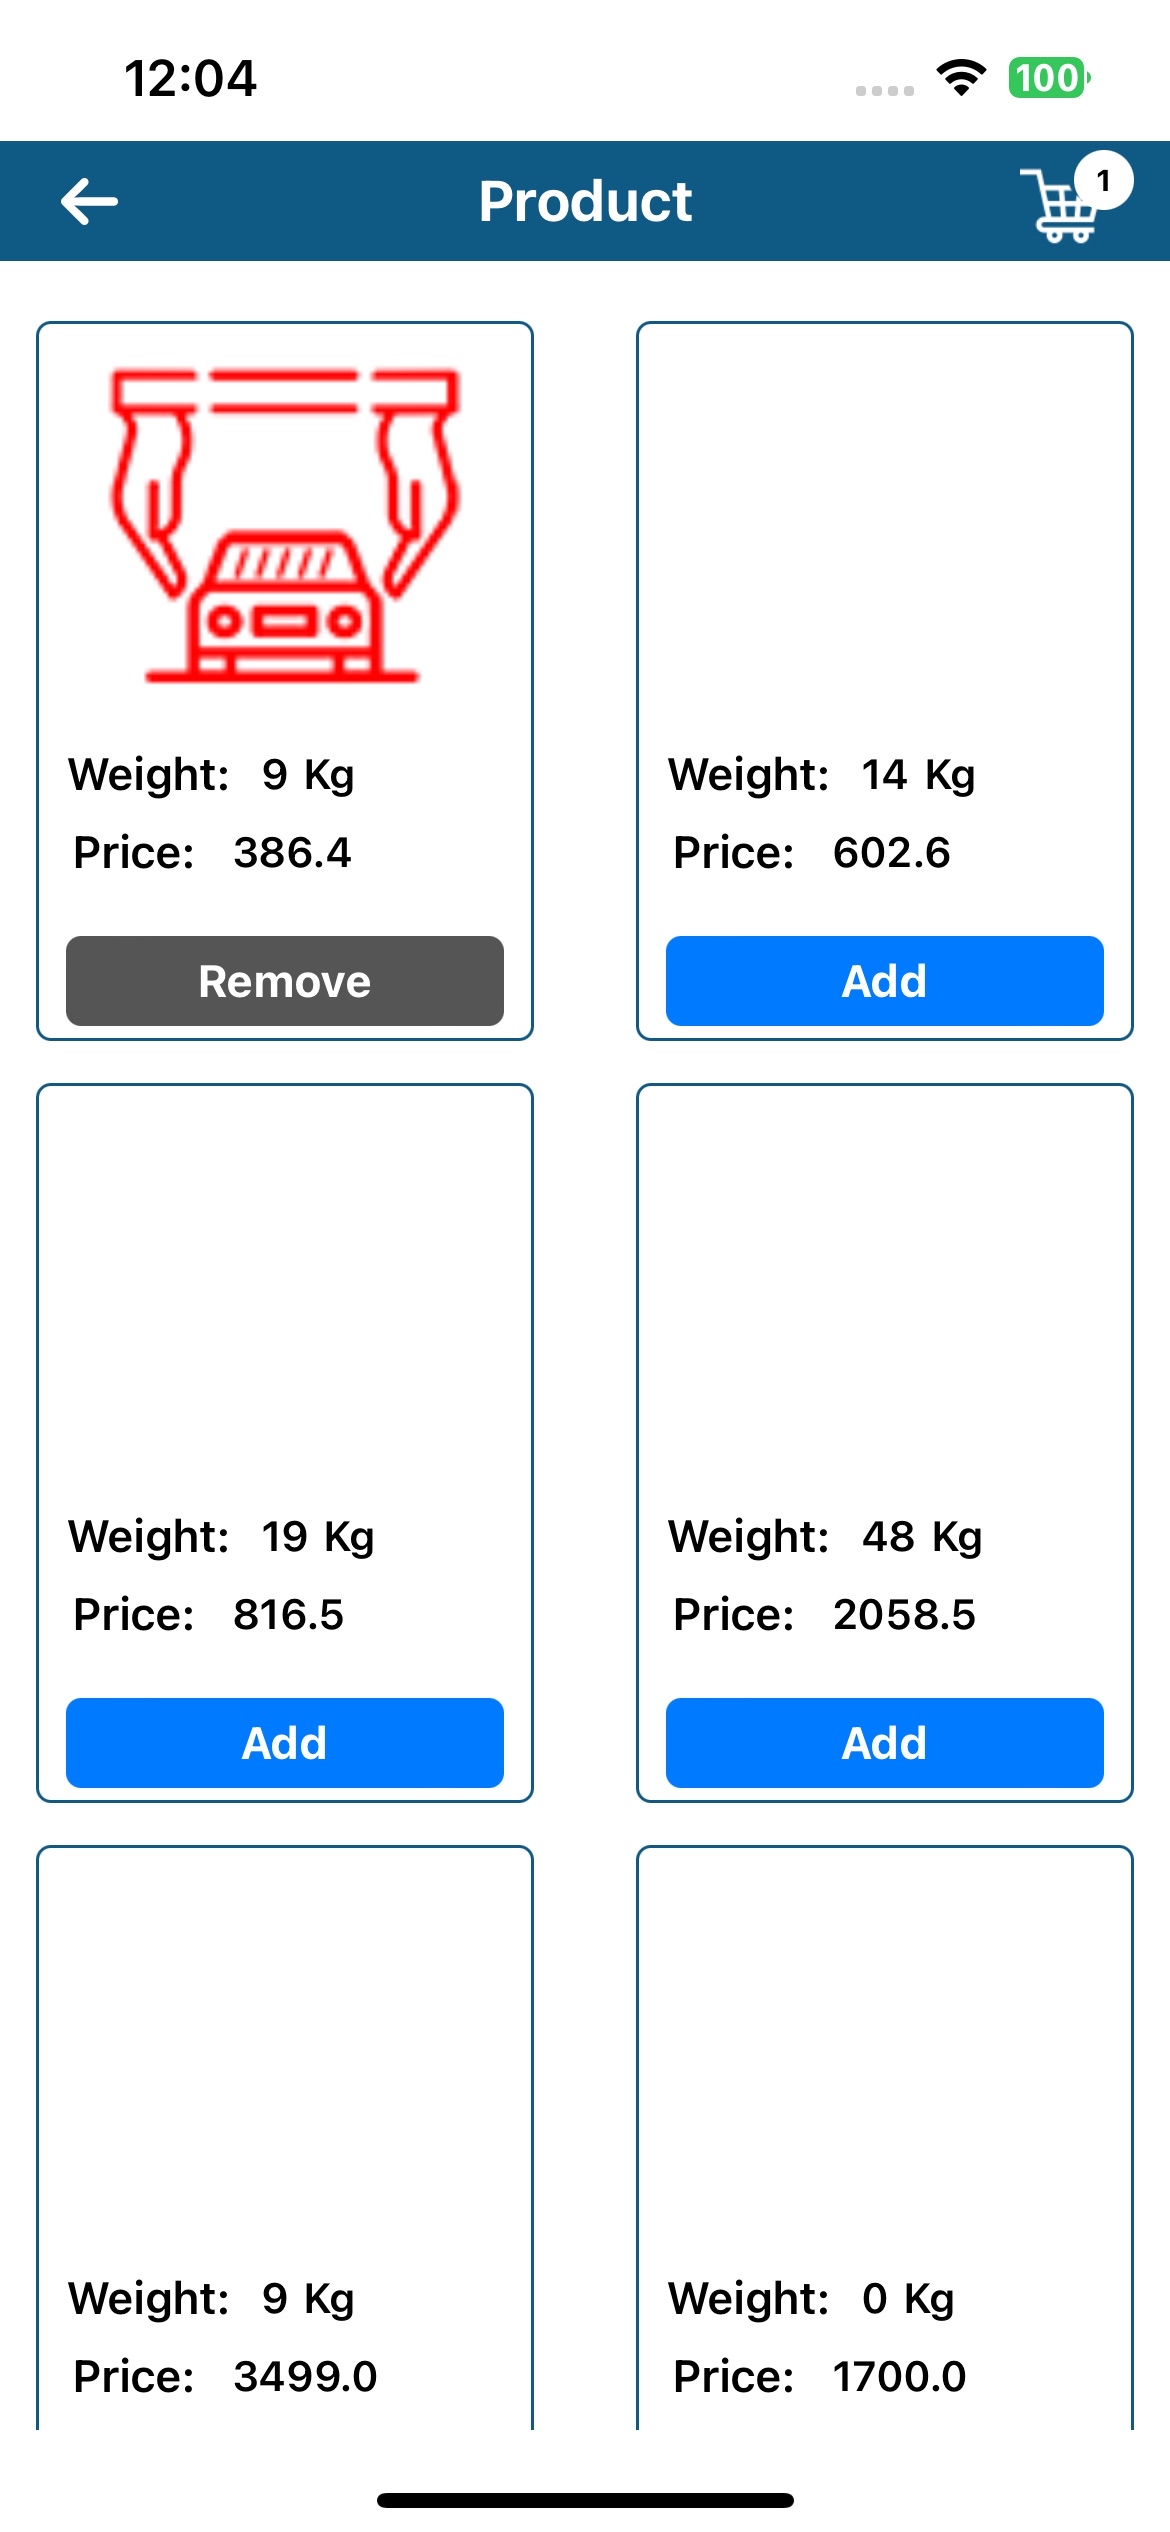 12:04
100
Product
1
Weight: 9 Kg
Price: 386.4
Remove
Weight: 14 Kg
Price: 602.6
Add
Weight: 19 Kg
Price: 816.5
Add
Weight: 48 Kg
Price: 2058.5
Add
Weight: 9 Kg
Price: 3499.0
Weight: 0 Kg
Price: 1700.0